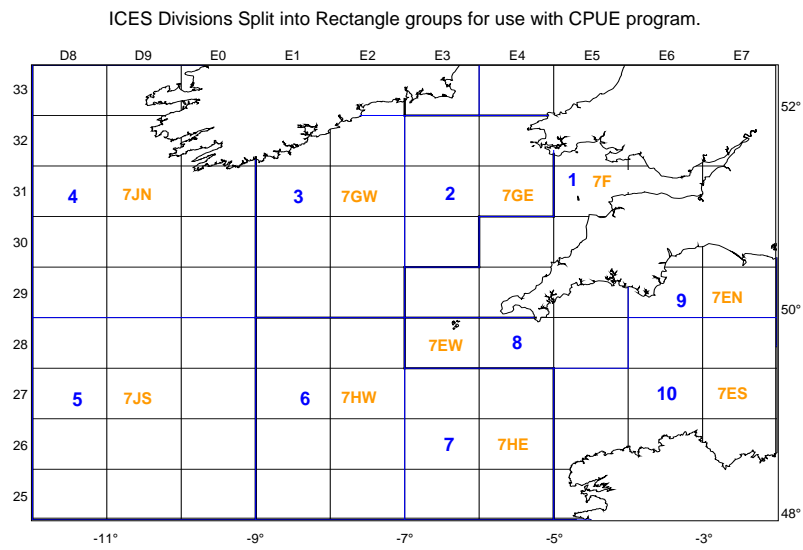 ICES Divisions Split into Rectangle groups for use with CPUE program.
D8 D9 E0 E1 E2 E3 E4 E5 E6 E7
33
52°
32
31 4 7JN 3 7GW 2 7GE 1 7F
30
29 9 7EN
50°
28 7EW 8
27 5 7JS 6 7HW 10 7ES
26 7 7HE
25
48°
-11° -9° -7° -5° -3°